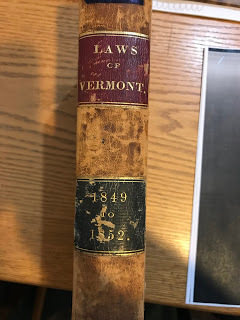 LAWS
OF
VERMONT.
1849
TO
1852.